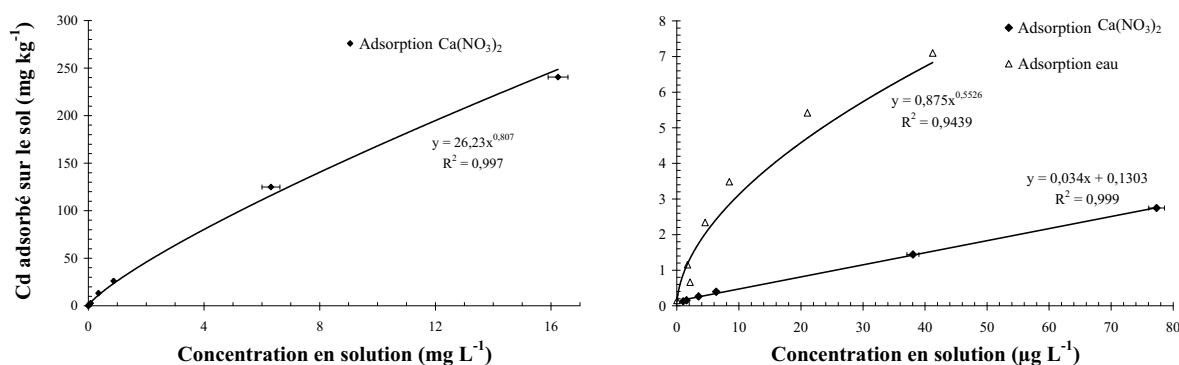 300
250
200
150
100
50
0
Cd adsorbé sur le sol (mg kg⁻¹)
Adsorption Ca(NO₃)₂
y = 26,23x^0,807
R² = 0,997
0 4 8 12 16
Concentration en solution (mg L⁻¹)
8
7
6
5
4
3
2
1
0
Adsorption Ca(NO₃)₂
Adsorption eau
y = 0,875x^0,5526
R² = 0,9439
y = 0,034x + 0,1303
R² = 0,999
0 10 20 30 40 50 60 70 80
Concentration en solution (µg L⁻¹)